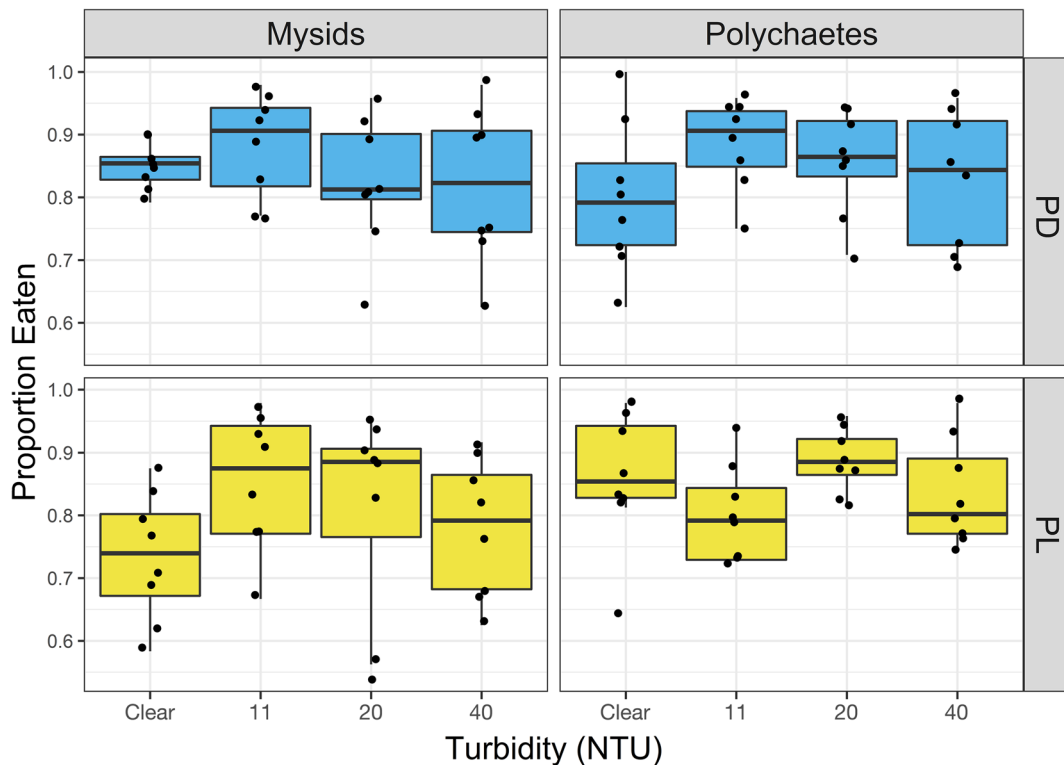 Mysids
Polychaetes
Proportion Eaten
1.0
0.9
0.8
0.7
0.6
PD
1.0
0.9
0.8
0.7
0.6
PL
Clear 11 20 40
Clear 11 20 40
Turbidity (NTU)